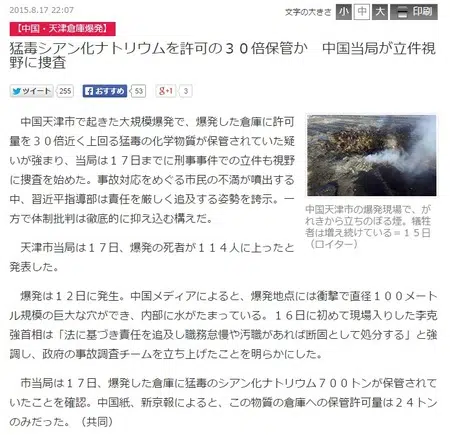 2015.8.17 22:07
文字の大きさ 小 中 大 印刷
【中国・天津倉庫爆発】
猛毒シアン化ナトリウムを許可の３０倍保管か　中国当局が立件視
野に捜査
ツイート 255 おすすめ 53 g+1 3
　中国天津市で起きた大規模爆発で、爆発した倉庫に許可
量を３０倍近く上回る猛毒の化学物質が保管されていた疑
いが強まり、当局は１７日までに刑事事件での立件も視野
に捜査を始めた。事故対応をめぐる市民の不満が噴出する
中、習近平指導部は責任を厳しく追及する姿勢を誇示。一
方で体制批判は徹底的に抑え込む構えだ。
中国天津市の爆発現場で、が
れきから立ちのぼる煙。犠牲
者は増え続けている＝１５日
（ロイター）
　天津市当局は１７日、爆発の死者が１１４人に上ったと
発表した。
　爆発は１２日に発生。中国メディアによると、爆発地点には衝撃で直径１００メート
ル規模の巨大な穴ができ、内部に水がたまっている。１６日に初めて現場入りした李克
強首相は「法に基づき責任を追及し職務怠慢や汚職があれば断固として処分する」と強
調し、政府の事故調査チームを立ち上げたことを明らかにした。
　市当局は１７日、爆発した倉庫に猛毒のシアン化ナトリウム７００トンが保管されて
いたことを確認。中国紙、新京報によると、この物質の倉庫への保管許可量は２４トン
のみだった。（共同）